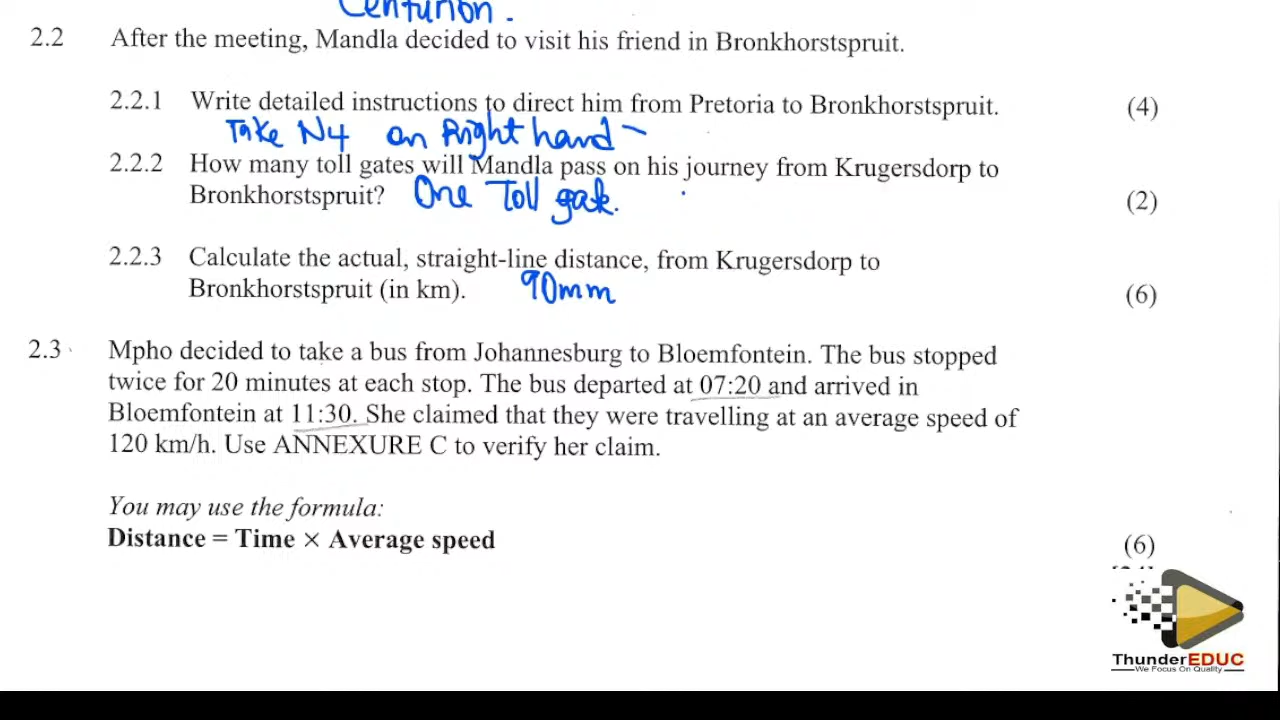 Centurion.
2.2 After the meeting, Mandla decided to visit his friend in Bronkhorstspruit.
2.2.1 Write detailed instructions to direct him from Pretoria to Bronkhorstspruit. (4)
Take N4 on Right hand
2.2.2 How many toll gates will Mandla pass on his journey from Krugersdorp to
Bronkhorstspruit? One Toll gate. (2)
2.2.3 Calculate the actual, straight-line distance, from Krugersdorp to
Bronkhorstspruit (in km). 90mm (6)
2.3 Mpho decided to take a bus from Johannesburg to Bloemfontein. The bus stopped
twice for 20 minutes at each stop. The bus departed at 07:20 and arrived in
Bloemfontein at 11:30. She claimed that they were travelling at an average speed of
120 km/h. Use ANNEXURE C to verify her claim.
You may use the formula:
Distance = Time × Average speed (6)
ThunderEDUC
We Focus On Quality